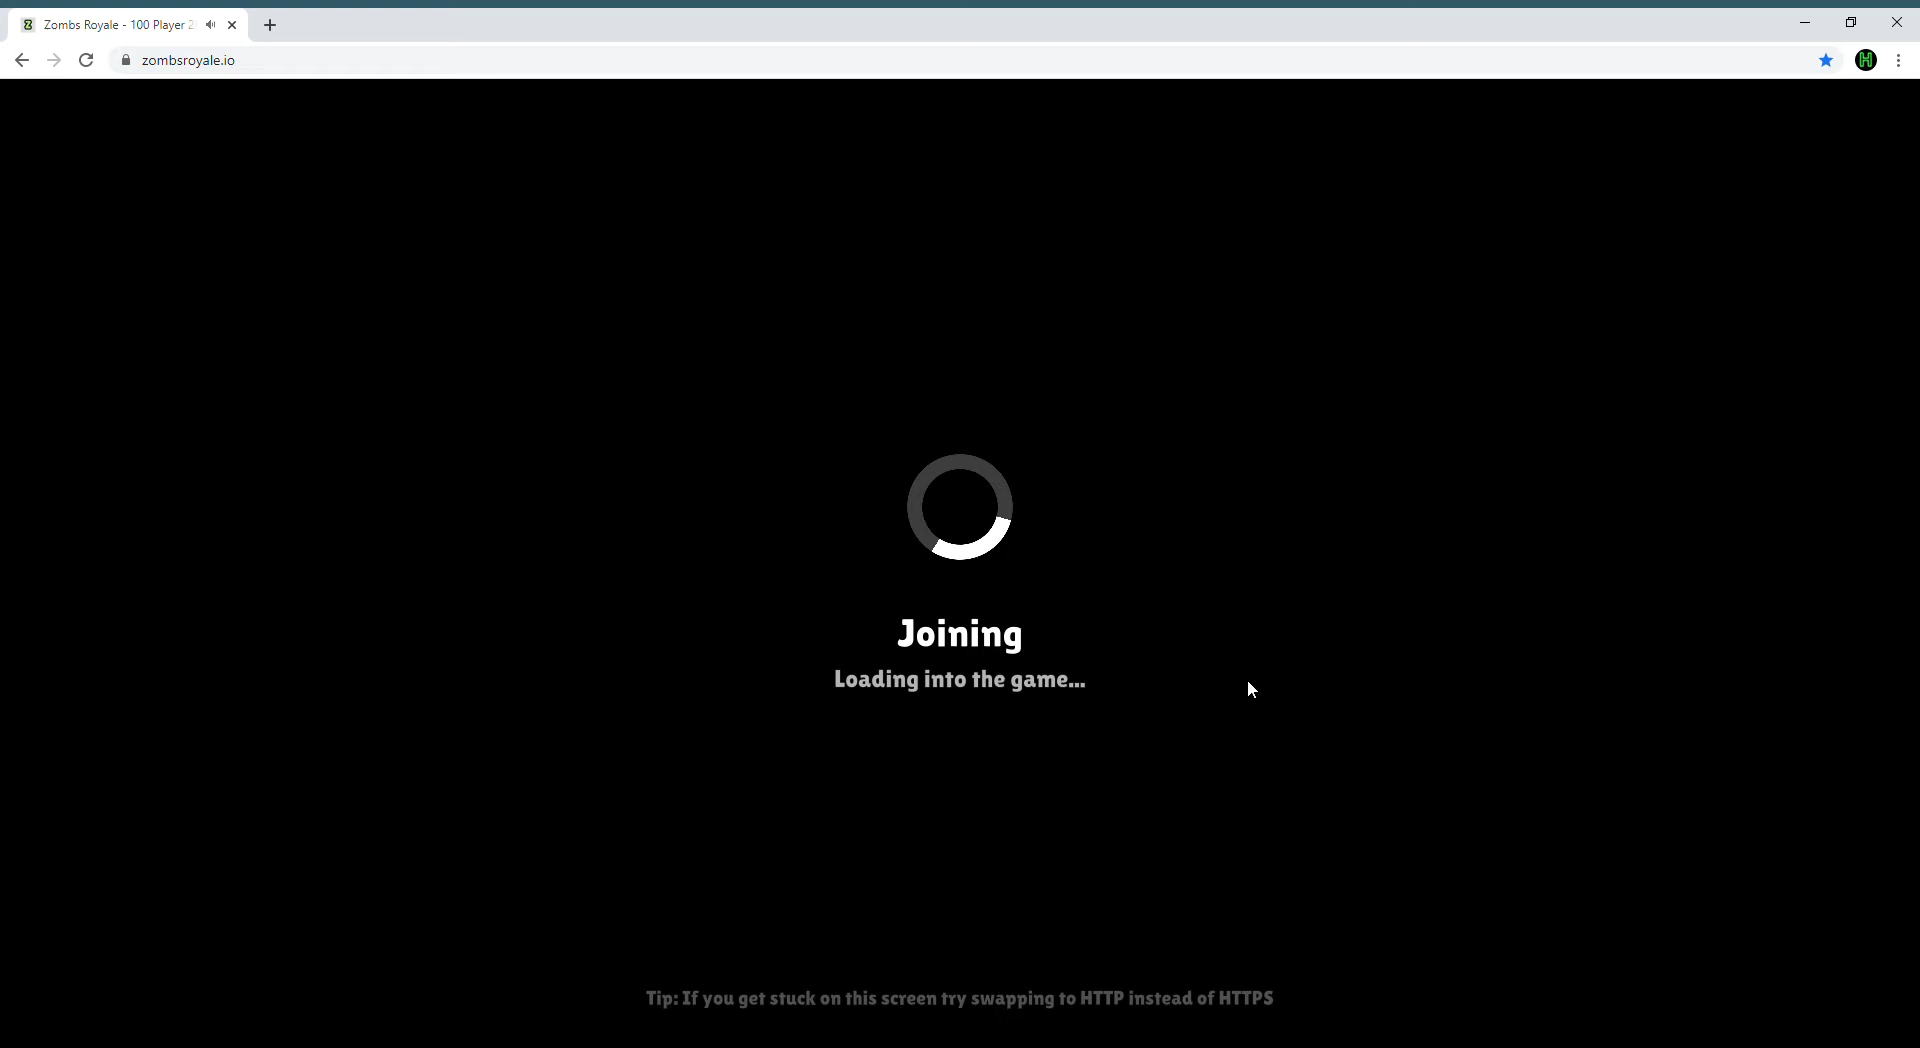 Zombs Royale - 100 Player 2
zombsroyale.io
Joining
Loading into the game...
Tip: If you get stuck on this screen try swapping to HTTP instead of HTTPS